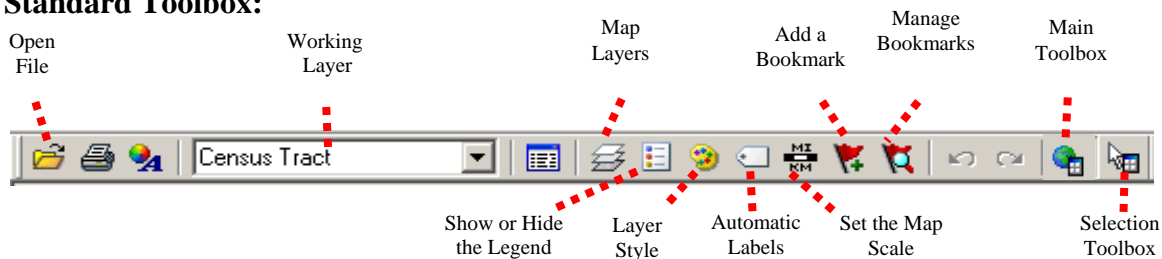 Standard Toolbox:
Open
File
Working
Layer
Map
Layers
Add a
Bookmark
Manage
Bookmarks
Main
Toolbox
A
Census Tract
MI
KM
Show or Hide
the Legend
Layer
Style
Automatic
Labels
Set the Map
Scale
Selection
Toolbox